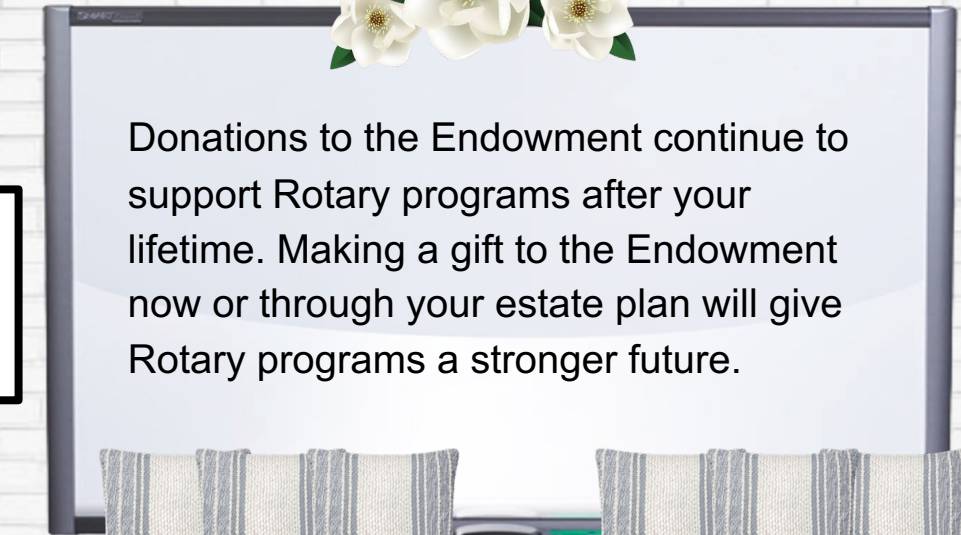 Donations to the Endowment continue to
support Rotary programs after your
lifetime. Making a gift to the Endowment
now or through your estate plan will give
Rotary programs a stronger future.